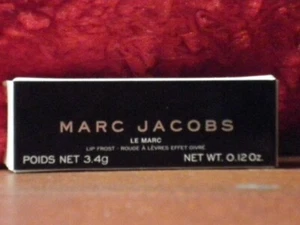 MARC JACOBS
LE MARC
LIP FROST - ROUGE À LÈVRES EFFET GIVRÉ
POIDS NET 3.4g NET WT. 0.12 Oz.